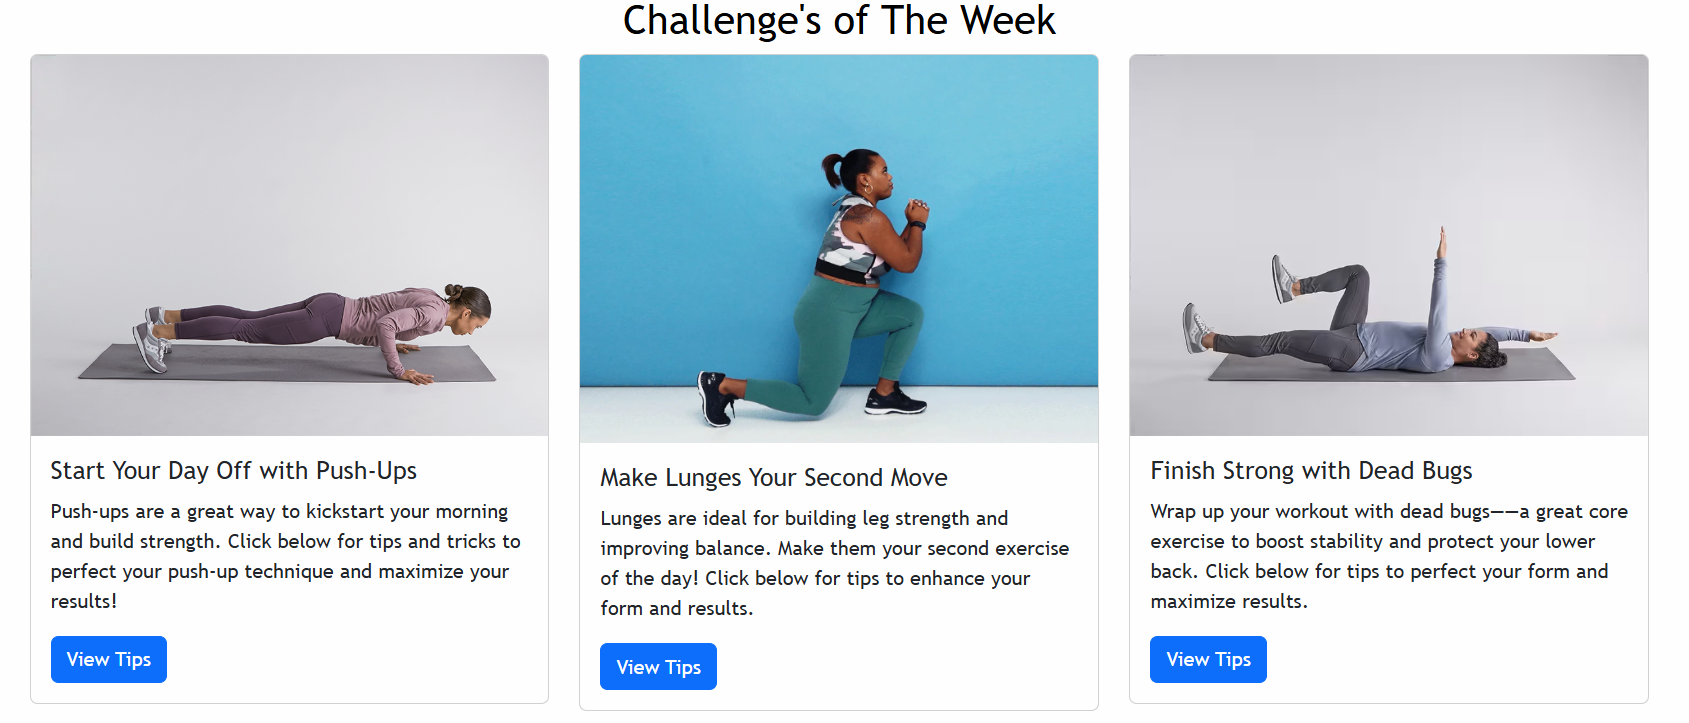 Challenge's of The Week
Start Your Day Off with Push-Ups
Push-ups are a great way to kickstart your morning
and build strength. Click below for tips and tricks to
perfect your push-up technique and maximize your
results!
View Tips
Make Lunges Your Second Move
Lunges are ideal for building leg strength and
improving balance. Make them your second exercise
of the day! Click below for tips to enhance your
form and results.
View Tips
Finish Strong with Dead Bugs
Wrap up your workout with dead bugs——a great core
exercise to boost stability and protect your lower
back. Click below for tips to perfect your form and
maximize results.
View Tips